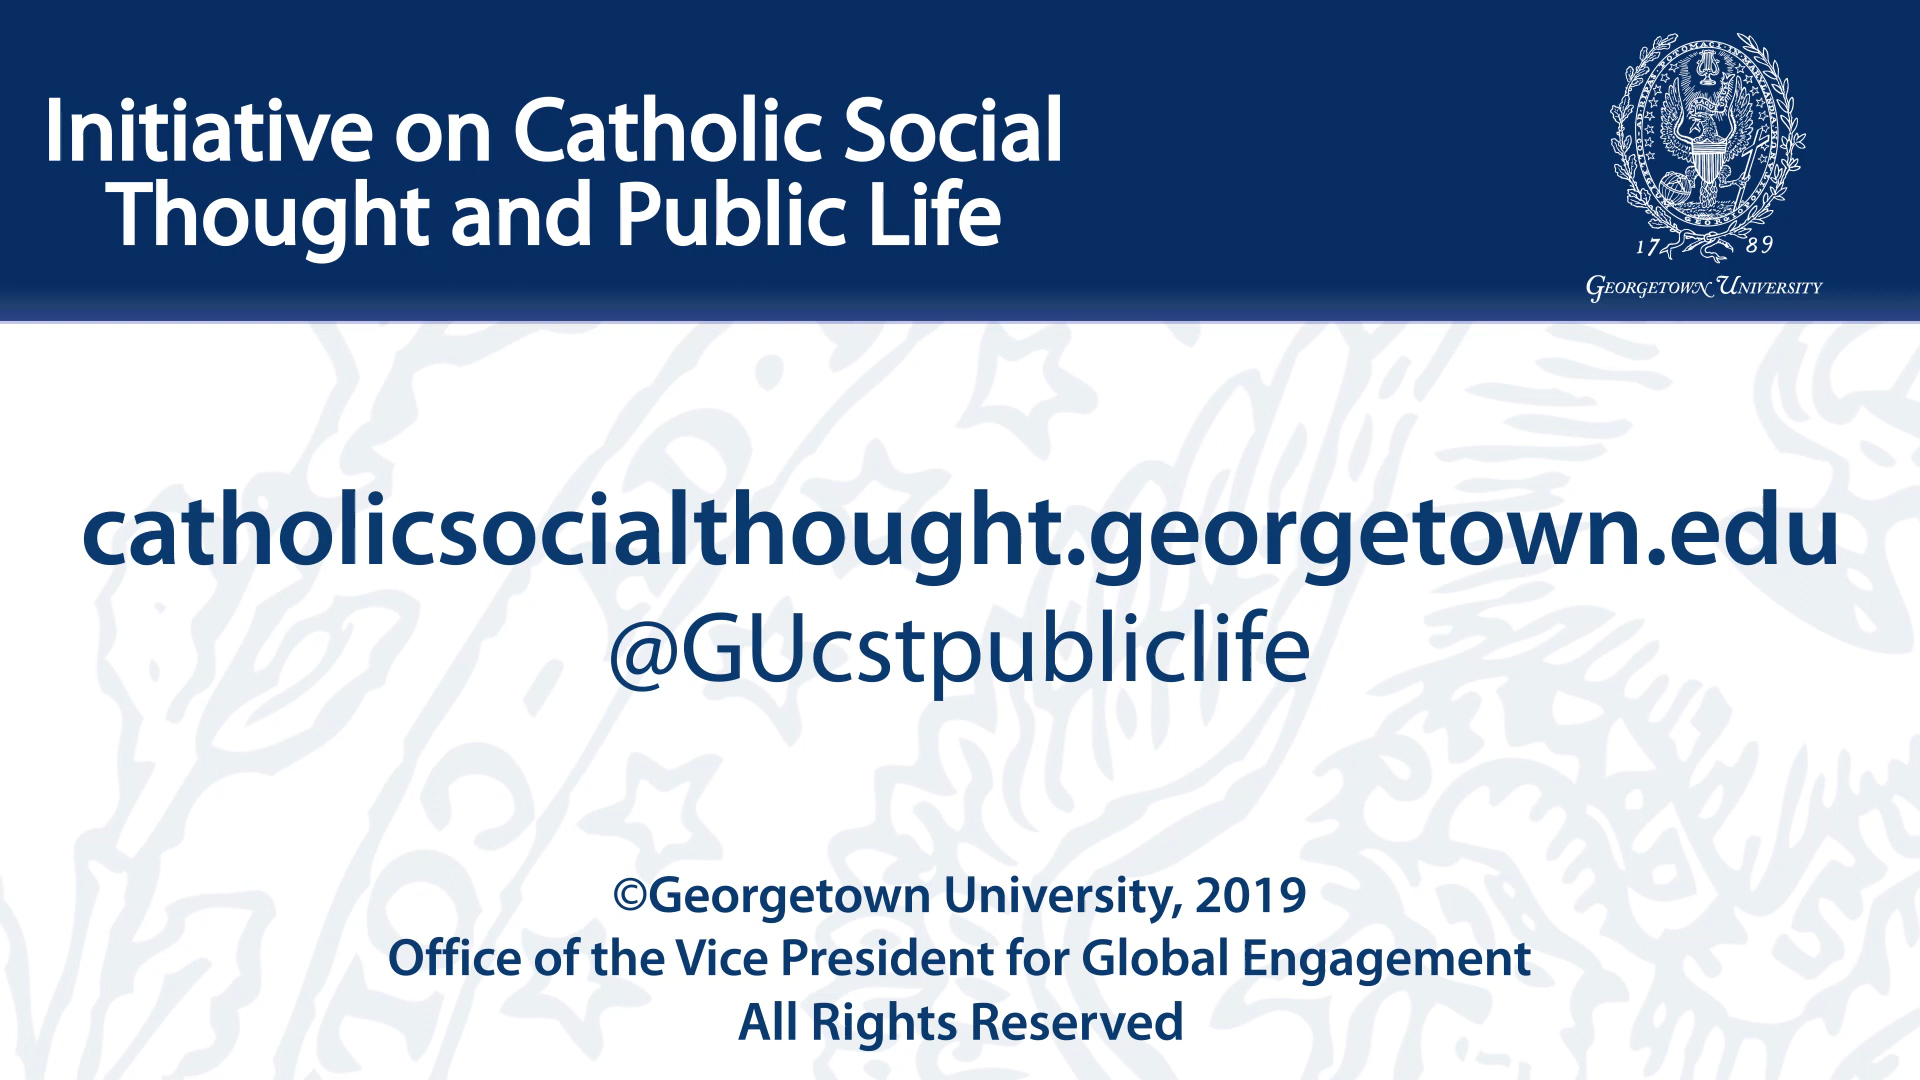 Initiative on Catholic Social
Thought and Public Life
17 89
GEORGETOWN UNIVERSITY
catholicsocialthought.georgetown.edu
@GUcstpubliclife
©Georgetown University, 2019
Office of the Vice President for Global Engagement
All Rights Reserved